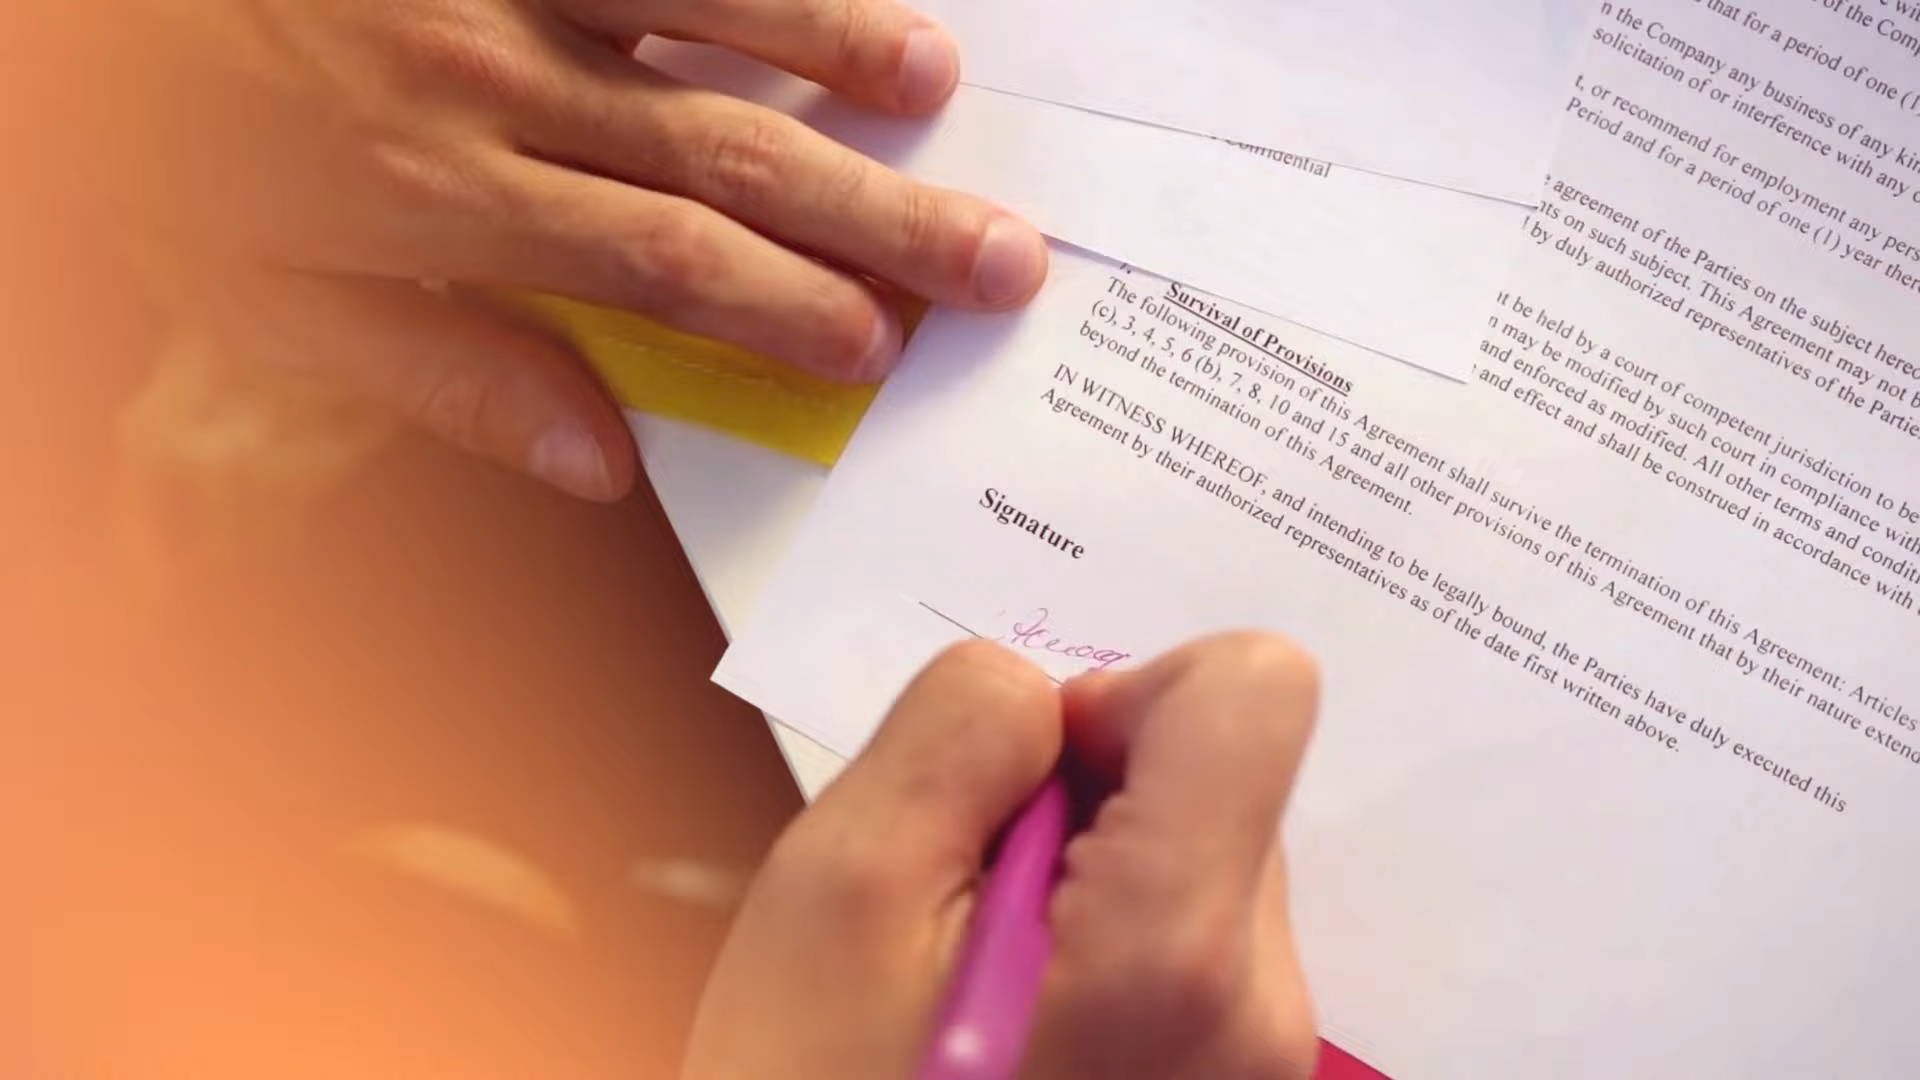 Confidential
Survival of Provisions
The following provision of this Agreement shall survive the termination of this Agreement: Articles
(c), 3, 4, 5, 6 (b), 7, 8, 10 and 15 and all other provisions of this Agreement that by their nature extend
beyond the termination of this Agreement.
IN WITNESS WHEREOF, and intending to be legally bound, the Parties have duly executed this
Agreement by their authorized representatives as of the date first written above.
Signature
of the
that for a period of one
the Company any business of any
solicitation of or interference with any
or recommend for employment any
Period and for a period of one (1) year
agreement of the Parties on the subject
on such subject. This Agreement may not
by duly authorized representatives of the
be held by a court of competent jurisdiction to be
may be modified by such court in compliance with
and enforced as modified. All other terms and
and effect and shall be construed in accordance with